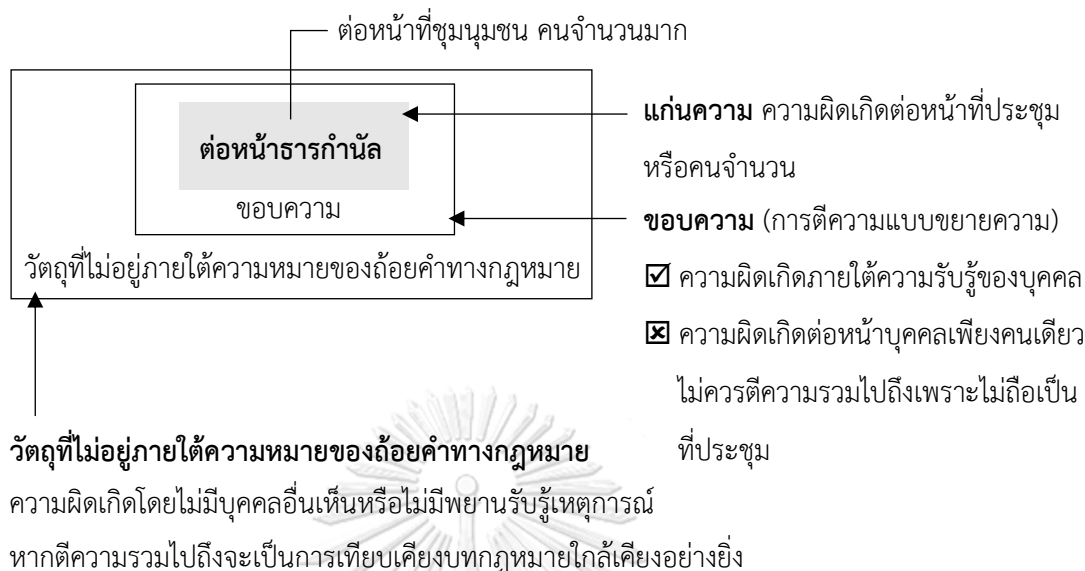 ต่อหน้าที่ชุมนุมชน คนจำนวนมาก
แก่นความ ความผิดเกิดต่อหน้าที่ประชุม
หรือคนจำนวน
ต่อหน้าธารกำนัล
ขอบความ
ขอบความ (การตีความแบบขยายความ)
วัตถุที่ไม่อยู่ภายใต้ความหมายของถ้อยคำทางกฎหมาย
☑ ความผิดเกิดภายใต้ความรับรู้ของบุคคล
☒ ความผิดเกิดต่อหน้าบุคคลเพียงคนเดียว
ไม่ควรตีความรวมไปถึงเพราะไม่ถือเป็น
ที่ประชุม
วัตถุที่ไม่อยู่ภายใต้ความหมายของถ้อยคำทางกฎหมาย
ความผิดเกิดโดยไม่มีบุคคลอื่นเห็นหรือไม่มีพยานรับรู้เหตุการณ์
หากตีความรวมไปถึงจะเป็นการเทียบเคียงบทกฎหมายใกล้เคียงอย่างยิ่ง